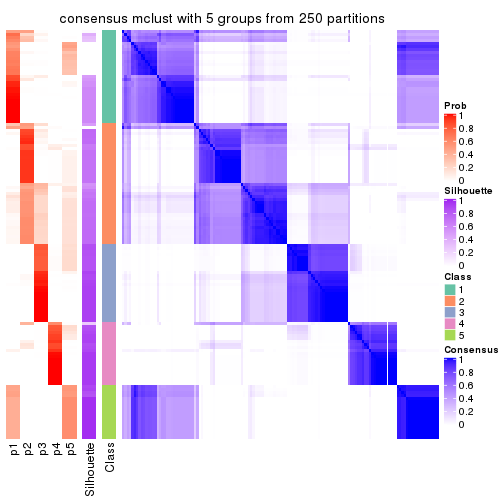 consensus mclust with 5 groups from 250 partitions
Prob
1
0.8
0.6
0.4
0.2
0
Silhouette
1
0.8
0.6
0.4
0.2
0
Class
1
2
3
4
5
Consensus
1
0.8
0.6
0.4
0.2
0
p1
p2
p3
p4
p5
Silhouette
Class